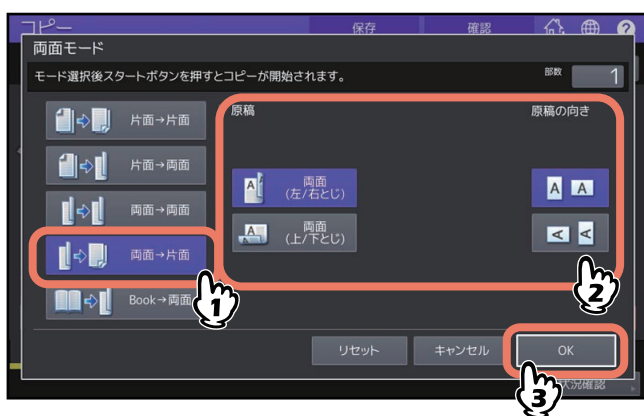 コピー 保存 確認
両面モード
モード選択後スタートボタンを押すとコピーが開始されます。 部数 1
片面→片面
片面→両面
両面→両面
両面→片面
Book→両面
原稿 原稿の向き
両面
(左/右とじ)
両面
(上/下とじ)
A A
A A
1
2
リセット キャンセル OK
3
状況確認